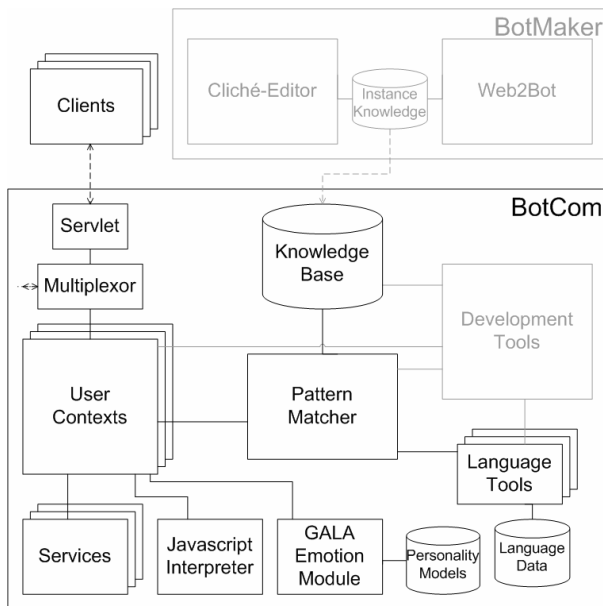 BotMaker
Clients
Cliché-Editor
Instance
Knowledge
Web2Bot
BotCom
Servlet
Knowledge
Base
Multiplexor
Development
Tools
User
Contexts
Pattern
Matcher
Language
Tools
Services
Javascript
Interpreter
GALA
Emotion
Module
Personality
Models
Language
Data